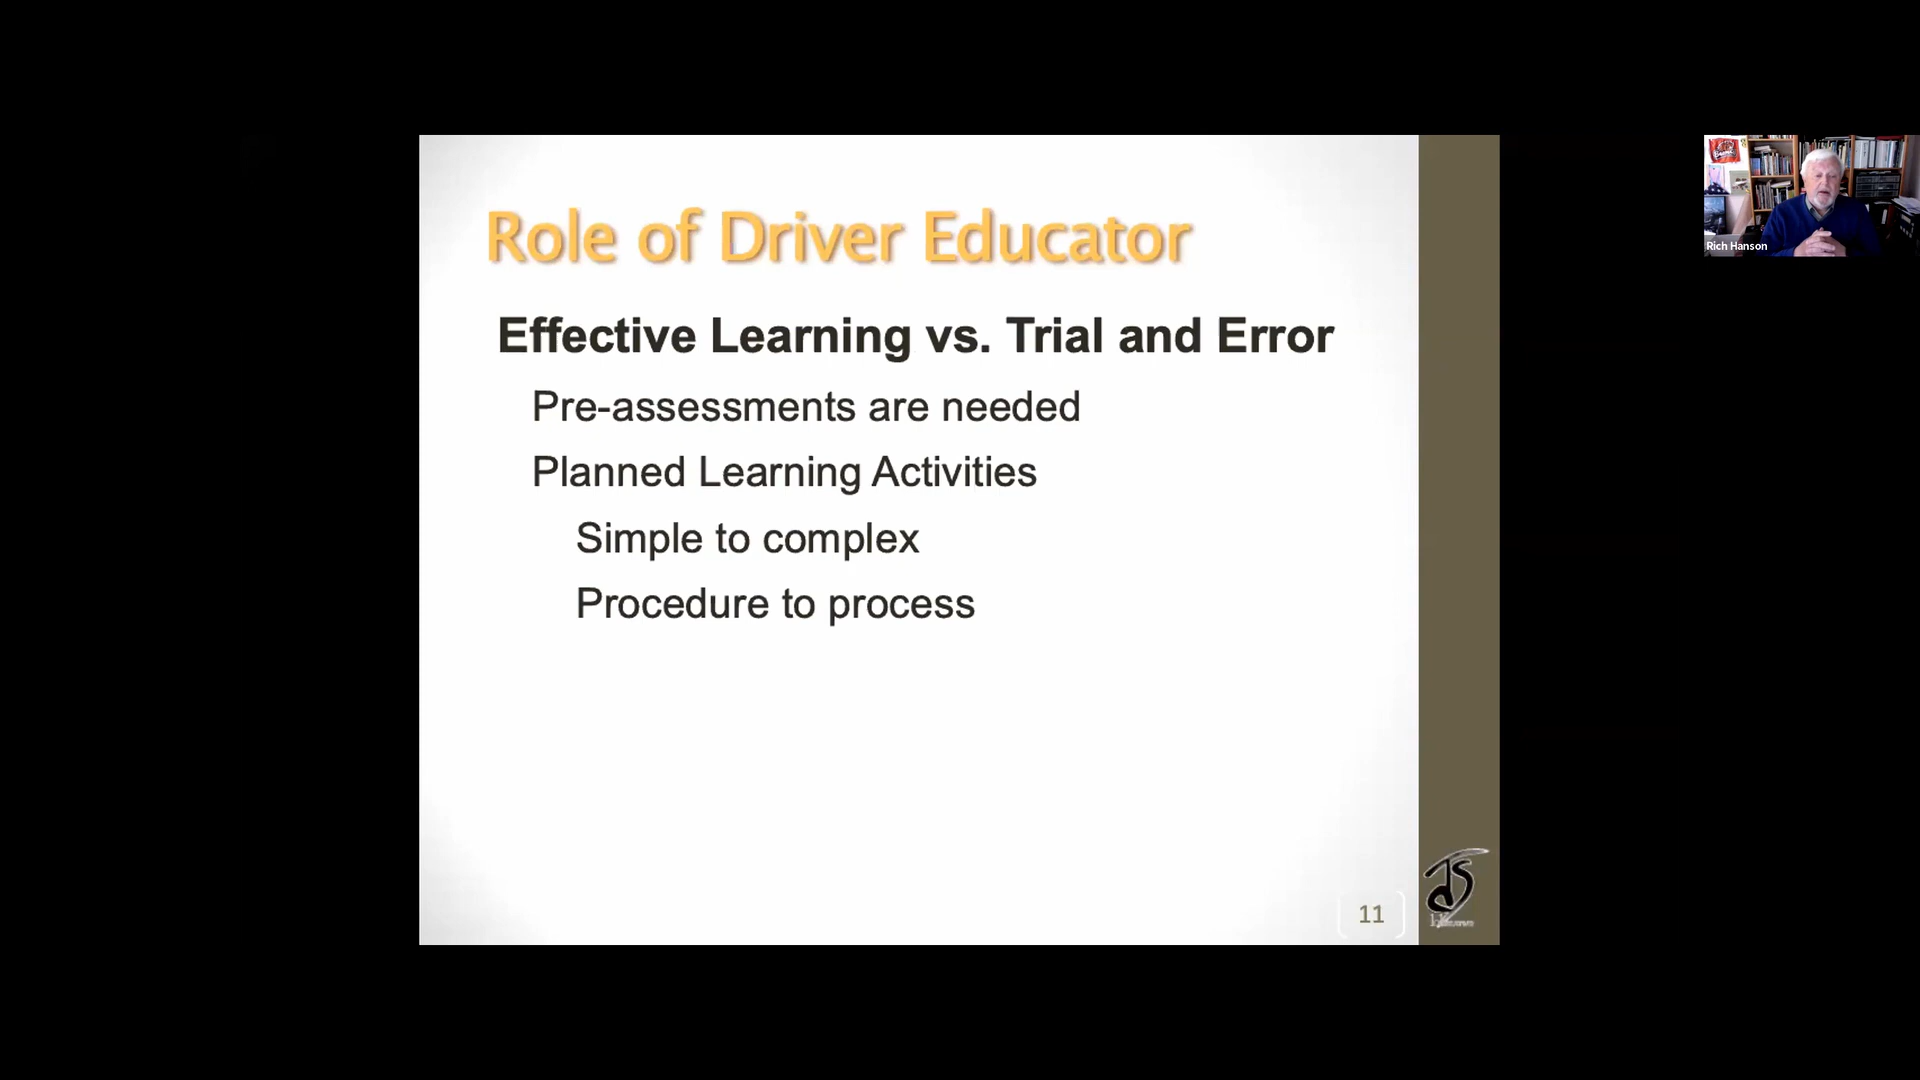 Role of Driver Educator
Effective Learning vs. Trial and Error
Pre-assessments are needed
Planned Learning Activities
Simple to complex
Procedure to process
11
Rich Hanson